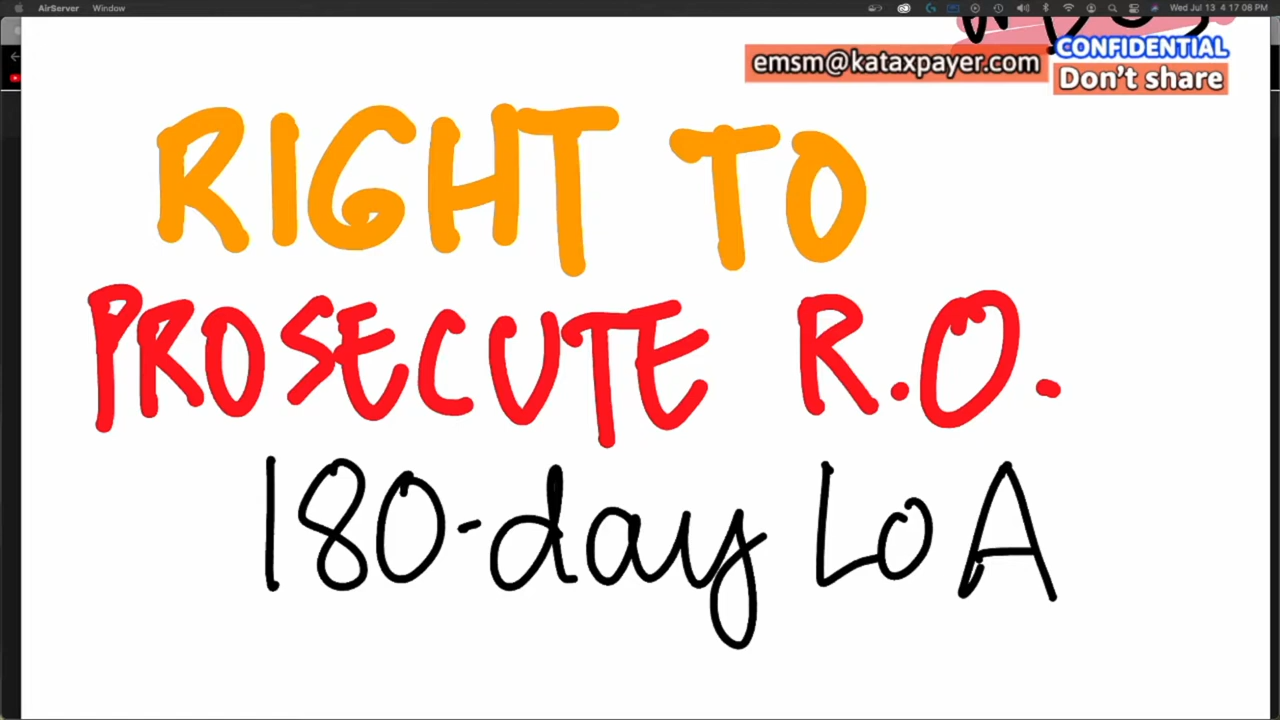 AirServer Window Wed Jul 13 4:17:08 PM
emsm@kataxpayer.com
CONFIDENTIAL
Don't share
RIGHT TO
PROSECUTE R.O.
180-day LoA